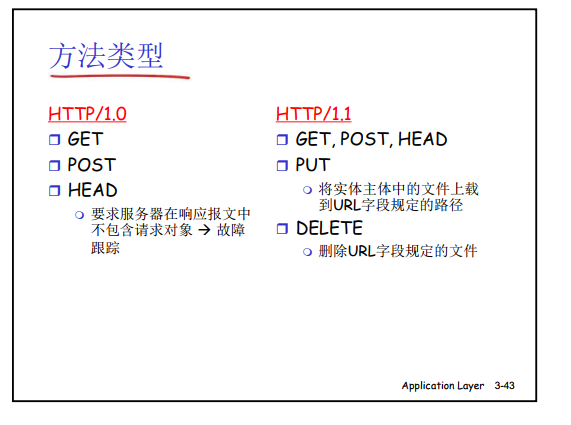 方法类型
HTTP/1.0
GET
POST
HEAD
要求服务器在响应报文中
不包含请求对象 → 故障
跟踪
HTTP/1.1
GET, POST, HEAD
PUT
将实体主体中的文件上载
到URL字段规定的路径
DELETE
删除URL字段规定的文件
Application Layer 3-43